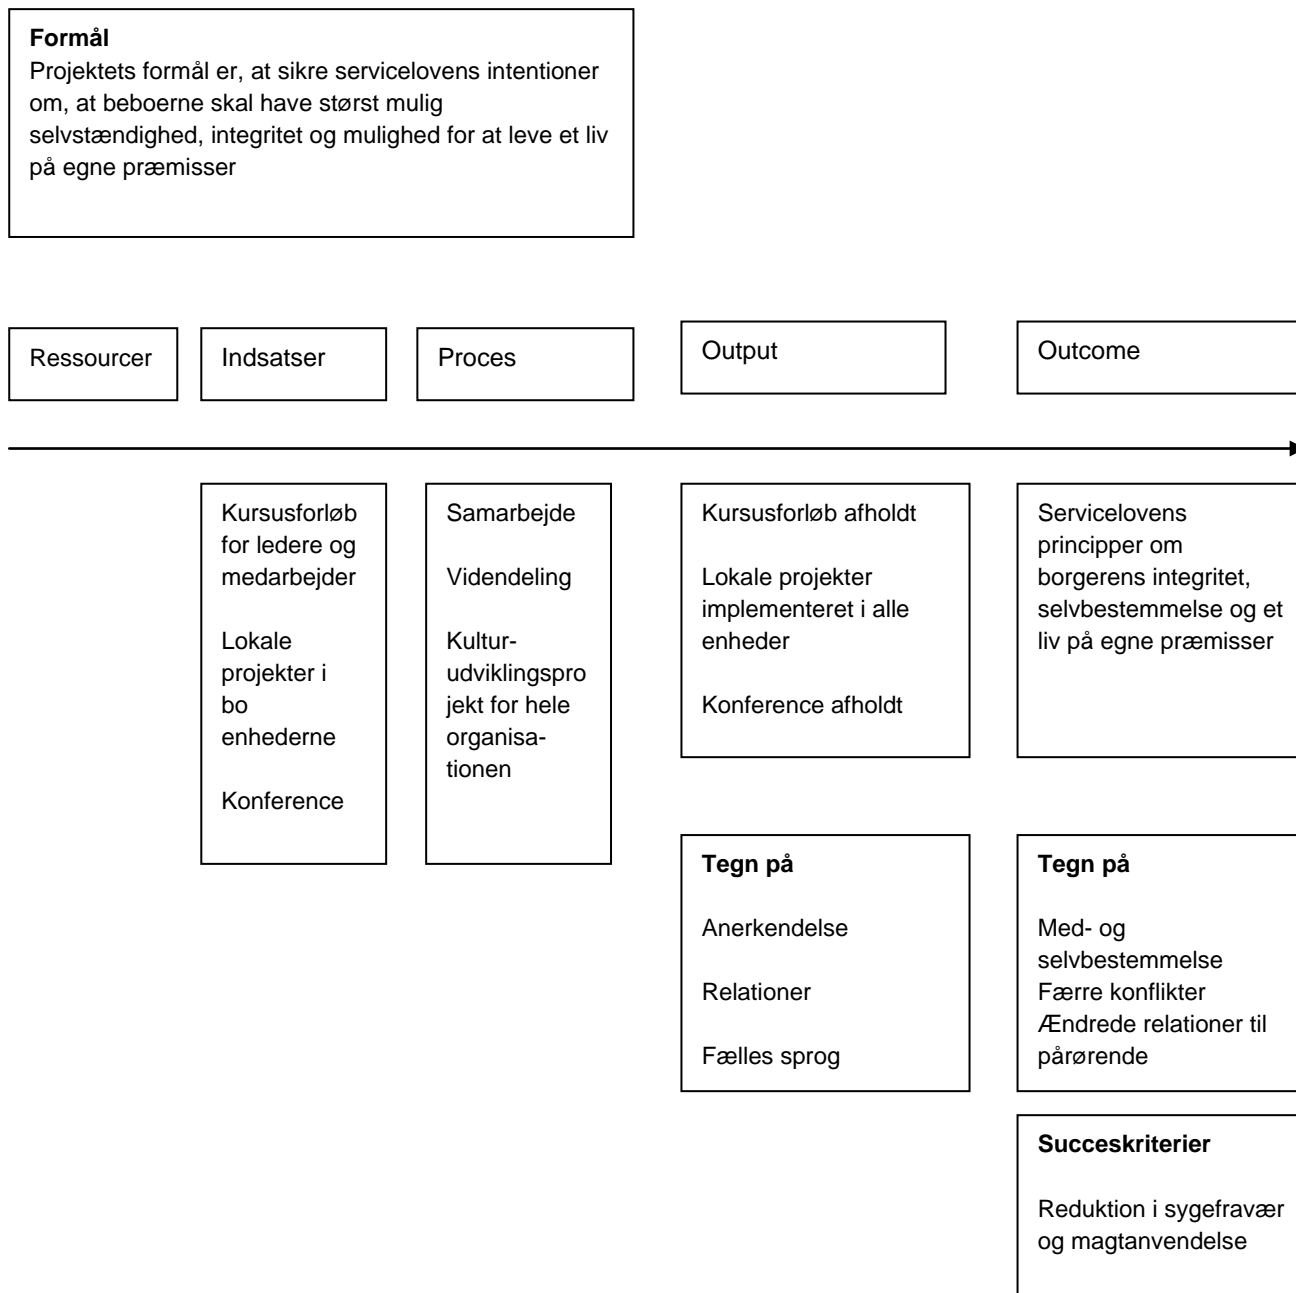 Formål
Projektets formål er, at sikre servicelovens intentioner
om, at beboerne skal have størst mulig
selvstændighed, integritet og mulighed for at leve et liv
på egne præmisser
Ressourcer
Indsatser
Proces
Output
Outcome
Kursusforløb
for ledere og
medarbejder
Lokale
projekter i
bo
enhederne
Konference
Samarbejde
Videndeling
Kultur-
udviklingspro
jekt for hele
organisa-
tionen
Kursusforløb afholdt
Lokale projekter
implementeret i alle
enheder
Konference afholdt
Servicelovens
principper om
borgerens integritet,
selvbestemmelse og et
liv på egne præmisser
Tegn på
Anerkendelse
Relationer
Fælles sprog
Tegn på
Med- og
selvbestemmelse
Færre konflikter
Ændrede relationer til
pårørende
Succeskriterier
Reduktion i sygefravær
og magtanvendelse